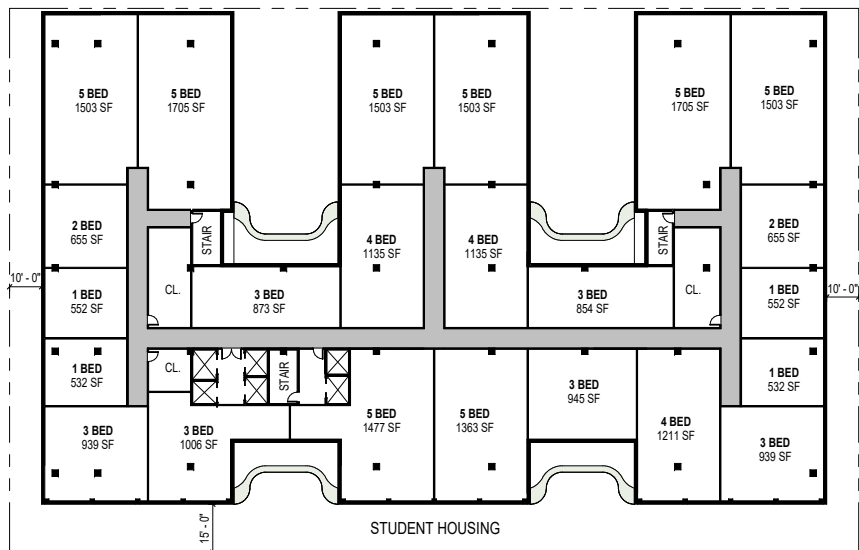 5 BED
1503 SF
5 BED
1705 SF
5 BED
1503 SF
5 BED
1503 SF
5 BED
1705 SF
5 BED
1503 SF
2 BED
655 SF
STAIR
4 BED
1135 SF
4 BED
1135 SF
STAIR
2 BED
655 SF
10' - 0"
1 BED
552 SF
CL.
3 BED
873 SF
3 BED
854 SF
CL.
1 BED
552 SF
10' - 0"
1 BED
532 SF
CL.
STAIR
1 BED
532 SF
3 BED
939 SF
3 BED
1006 SF
5 BED
1477 SF
5 BED
1363 SF
3 BED
945 SF
4 BED
1211 SF
3 BED
939 SF
15' - 0"
STUDENT HOUSING